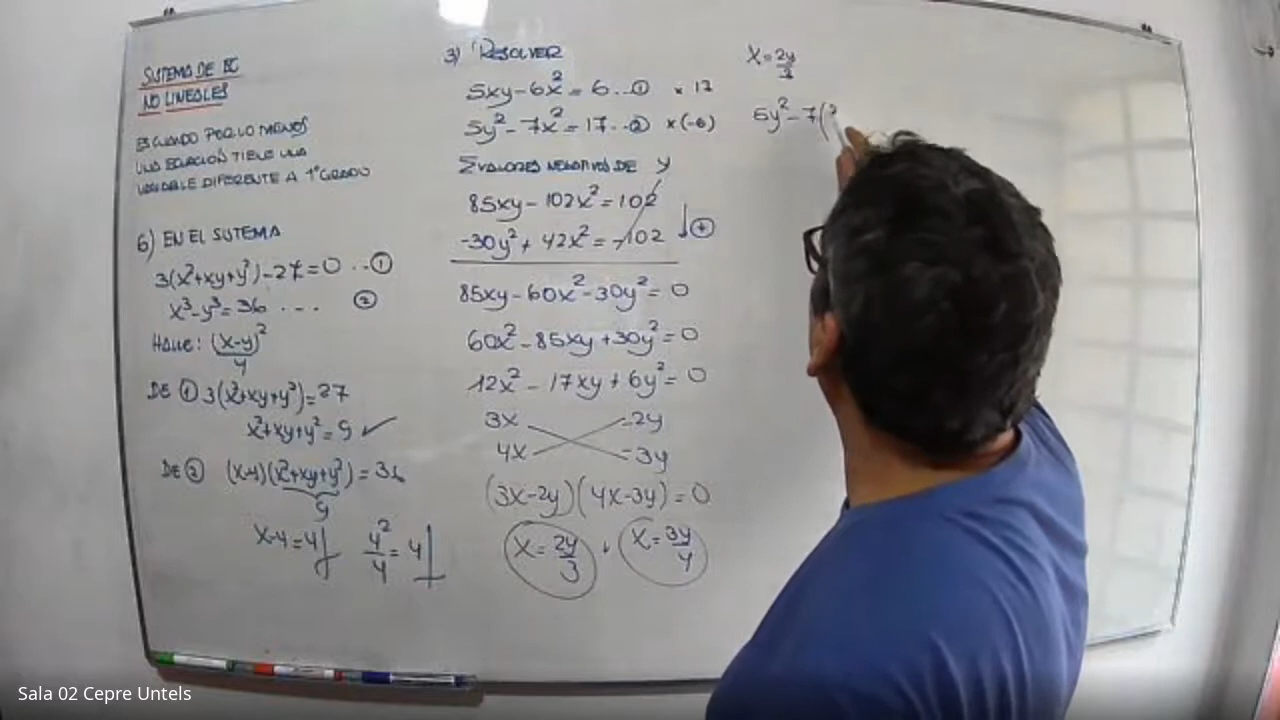 SISTEMA DE EC
NO LINEALES
ES CUANDO POR LO MENOS
UNA ECUACIÓN TIENE UNA
VARIABLE DIFERENTE A 1° GRADO
6) EN EL SISTEMA
3(x²+xy+y²)-27=0 ..①
x³-y³=36 ... ②
HALLE: (x-y)²/4
DE ① 3(x²+xy+y²)=27
x²+xy+y²=9 ✓
DE ② (x-y)(x²+xy+y²)=36
9
x-y=4 4²/4=4
3) RESOLVER
5xy-6x²=6...① x 17
5y²-7x²=17..② x(-6)
Σ VALORES NEGATIVOS DE y
85xy-102x²=102
-30y²+42x²=-102 ↓⊕
85xy-60x²-30y²=0
60x²-85xy+30y²=0
12x²-17xy+6y²=0
3x -2y
4x -3y
(3x-2y)(4x-3y)=0
x=2y/3 x=3y/4
x=2y/3
5y²-7(2
Sala 02 Cepre Untels